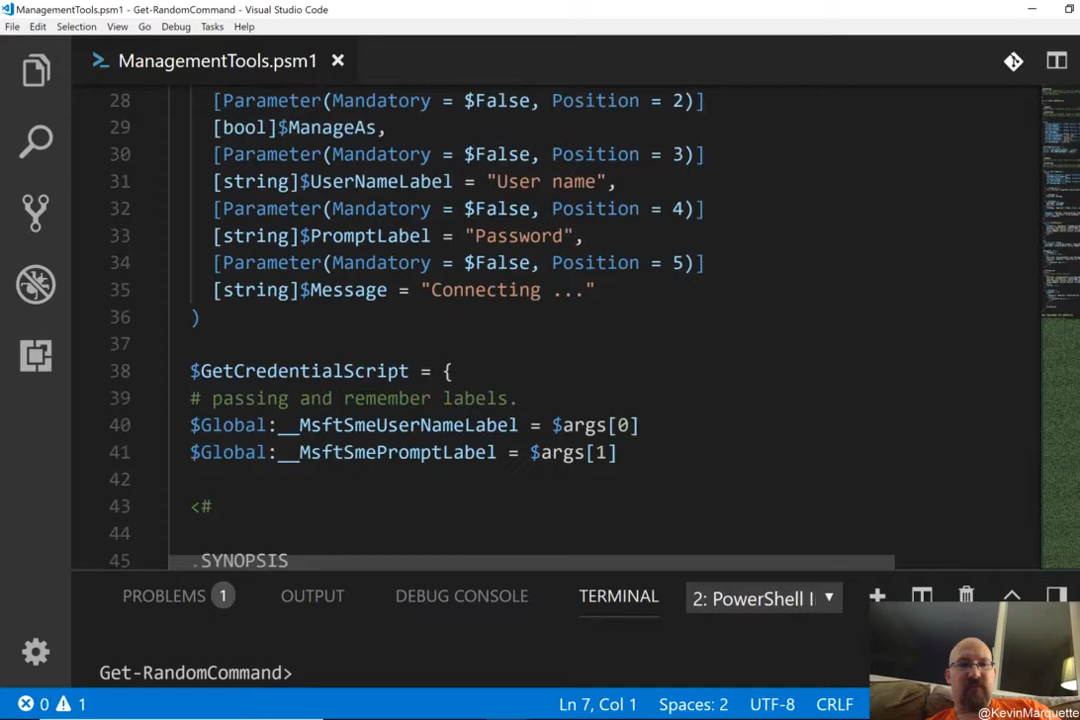 ManagementTools.psm1 - Get-RandomCommand - Visual Studio Code
File Edit Selection View Go Debug Tasks Help
ManagementTools.psm1
28 [Parameter(Mandatory = $False, Position = 2)]
29 [bool]$ManageAs,
30 [Parameter(Mandatory = $False, Position = 3)]
31 [string]$UserNameLabel = "User name",
32 [Parameter(Mandatory = $False, Position = 4)]
33 [string]$PromptLabel = "Password",
34 [Parameter(Mandatory = $False, Position = 5)]
35 [string]$Message = "Connecting ..."
36 )
37
38 $GetCredentialScript = {
39 # passing and remember labels.
40 $Global:__MsftSmeUserNameLabel = $args[0]
41 $Global:__MsftSmePromptLabel = $args[1]
42
43 <#
44
45 .SYNOPSIS
PROBLEMS 1 OUTPUT DEBUG CONSOLE TERMINAL 2: PowerShell I
Get-RandomCommand>
0 1 Ln 7, Col 1 Spaces: 2 UTF-8 CRLF
@KevinMarquette